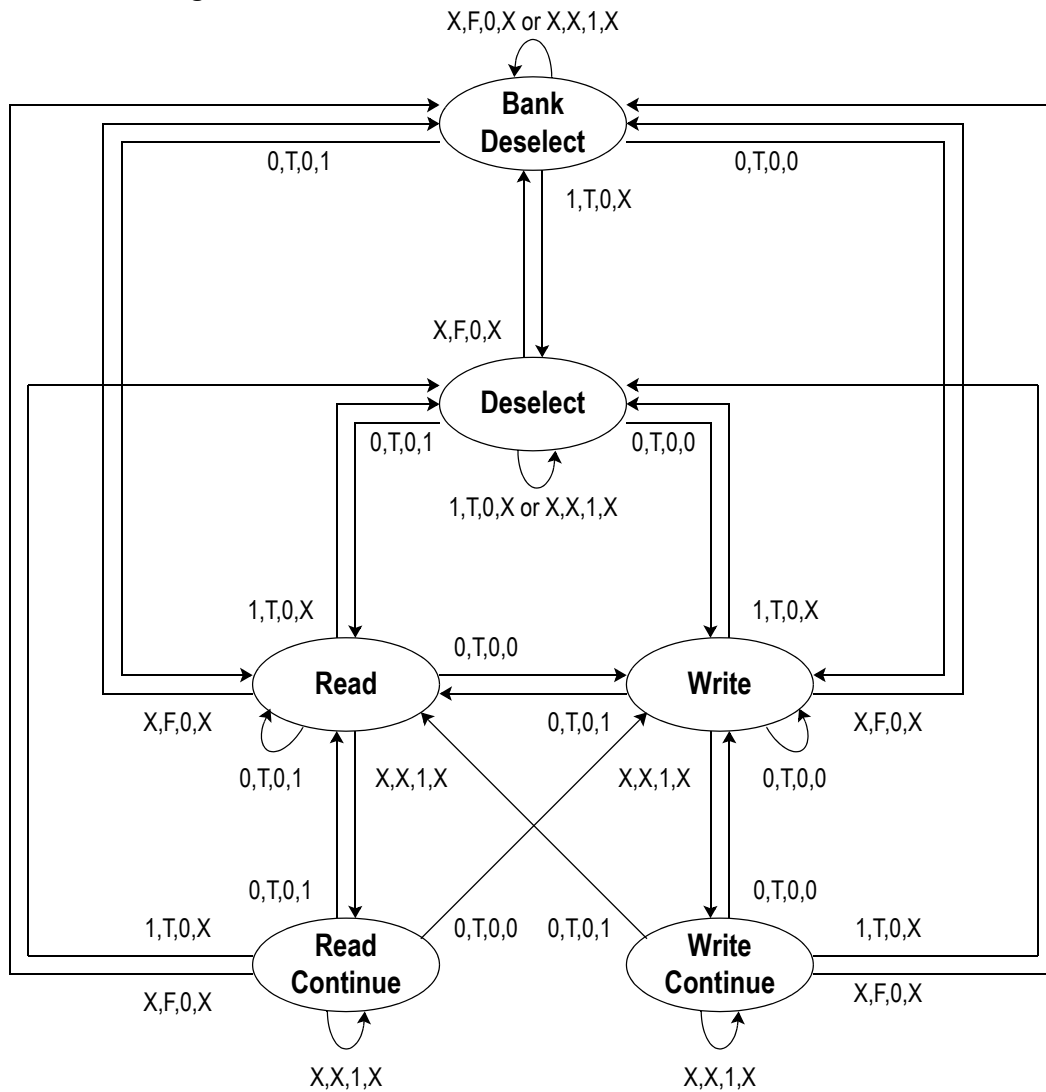 X,F,0,X or X,X,1,X
Bank
Deselect
0,T,0,1
0,T,0,0
1,T,0,X
X,F,0,X
Deselect
0,T,0,1
0,T,0,0
1,T,0,X or X,X,1,X
1,T,0,X
1,T,0,X
0,T,0,0
Read
Write
X,F,0,X
0,T,0,1
X,F,0,X
0,T,0,1
X,X,1,X
X,X,1,X
0,T,0,0
0,T,0,1
0,T,0,0
1,T,0,X
0,T,0,0
0,T,0,1
1,T,0,X
Read
Continue
Write
Continue
X,F,0,X
X,F,0,X
X,X,1,X
X,X,1,X